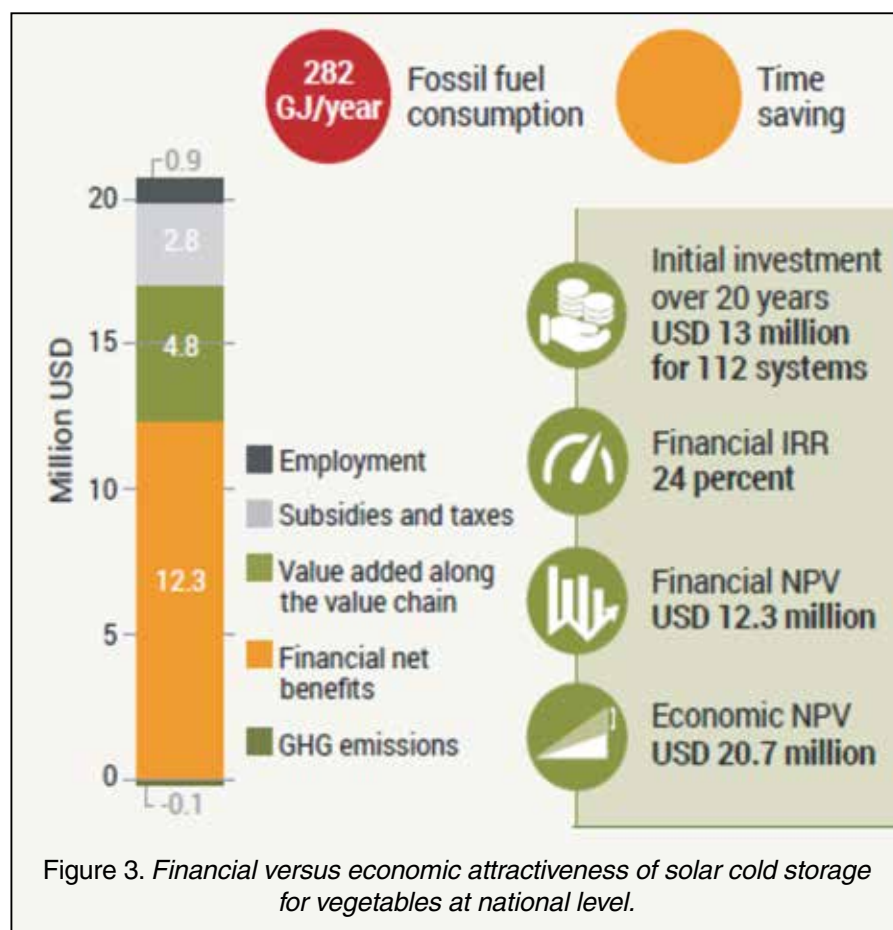 282
GJ/year
Fossil fuel
consumption
Time
saving
0.9
20
2.8
15
4.8
Million USD
10
12.3
5
0
-0.1
Employment
Subsidies and taxes
Value added along
the value chain
Financial net
benefits
GHG emissions
Initial investment
over 20 years
USD 13 million
for 112 systems
Financial IRR
24 percent
Financial NPV
USD 12.3 million
Economic NPV
USD 20.7 million
Figure 3. Financial versus economic attractiveness of solar cold storage
for vegetables at national level.